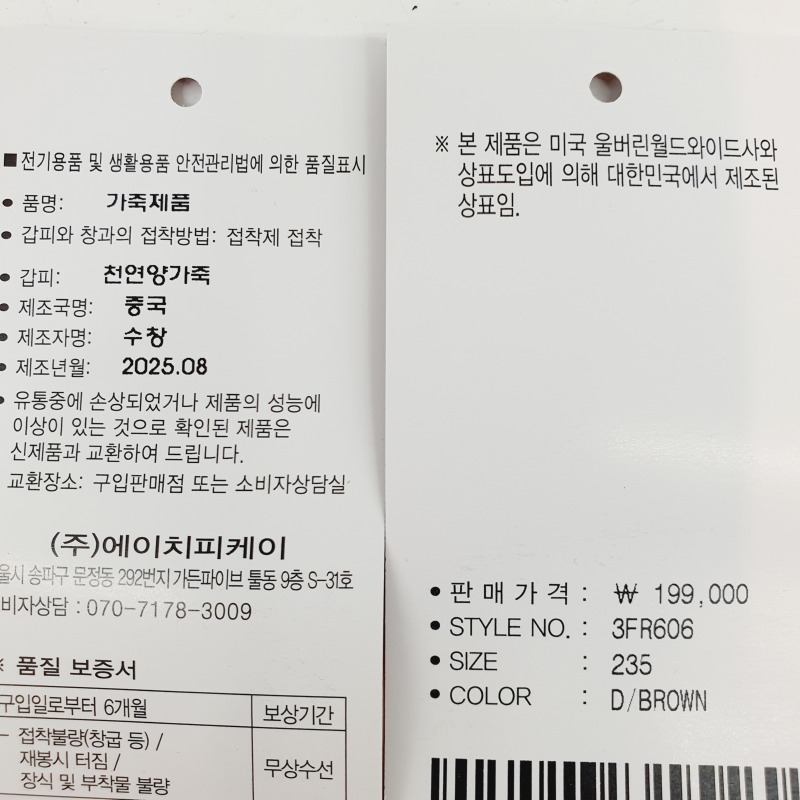 ■ 전기용품 및 생활용품 안전관리법에 의한 품질표시
● 품명: 가죽제품
● 갑피와 창과의 접착방법: 접착제 접착
● 갑피: 천연양가죽
● 제조국명: 중국
● 제조자명: 수창
● 제조년월: 2025.08
● 유통중에 손상되었거나 제품의 성능에
이상이 있는 것으로 확인된 제품은
신제품과 교환하여 드립니다.
교환장소: 구입판매점 또는 소비자상담실
(주)에이치피케이
울시 송파구 문정동 292번지 가든파이브 툴동 9층 S-31호
비자상담 : 070-7178-3009
※ 품질 보증서
구입일로부터 6개월 보상기간
- 접착불량(창굽 등) /
재봉시 터짐 /
장식 및 부착물 불량
무상수선
※ 본 제품은 미국 울버린월드와이드사와
상표도입에 의해 대한민국에서 제조된
상표임.
● 판매가격 : ₩ 199,000
● STYLE NO. : 3FR606
● SIZE : 235
● COLOR : D/BROWN